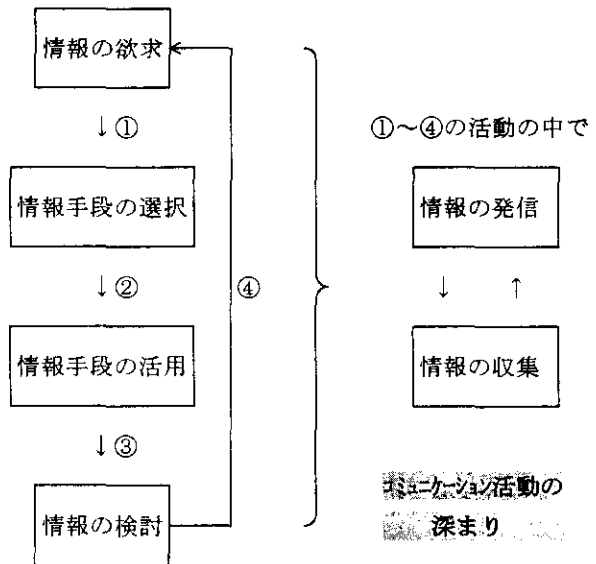 情報の欲求
↓①
情報手段の選択
↓②
情報手段の活用
↓③
情報の検討
④
①～④の活動の中で
情報の発信
↓ ↑
情報の収集
コミュニケーション活動の
深まり